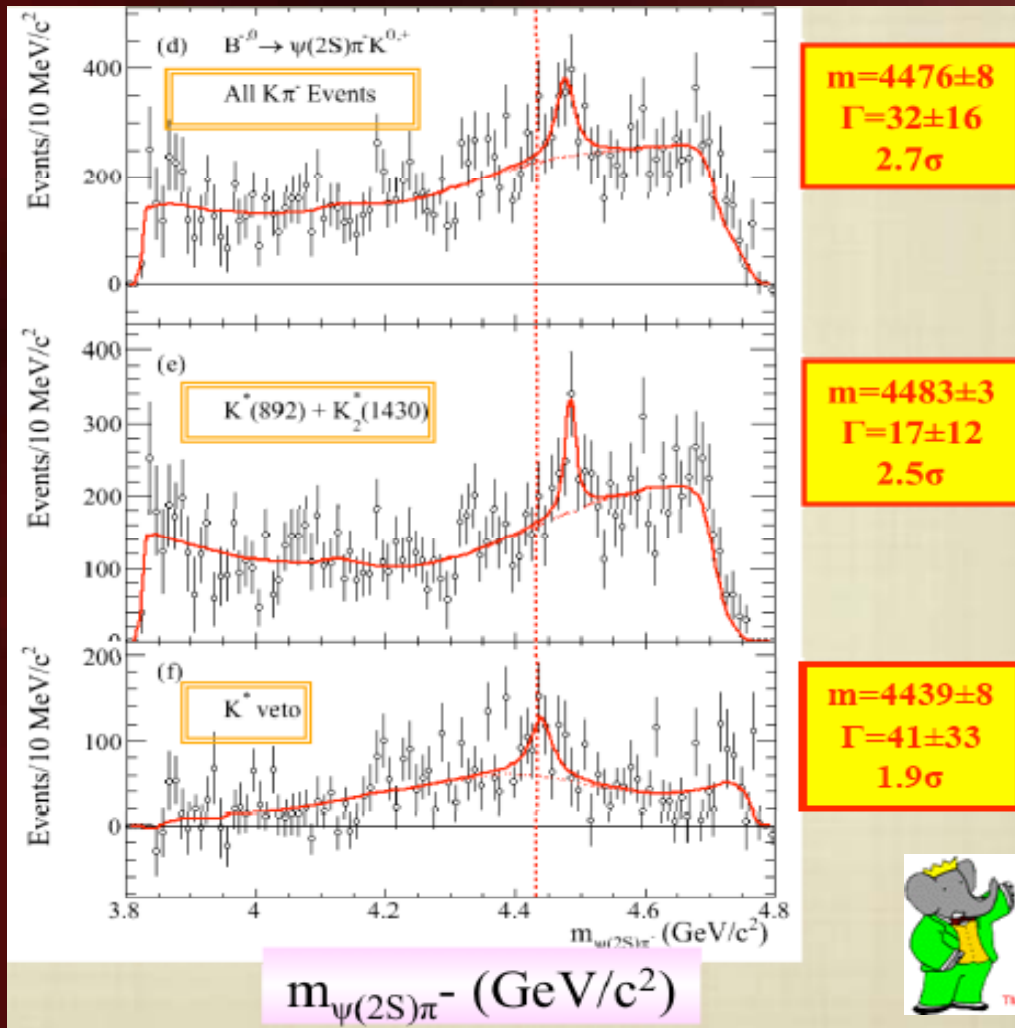 (d) B⁻,⁰→ ψ(2S)π⁻K⁰,⁺
All Kπ⁻ Events
Events/10 MeV/c²
400
200
0
m=4476±8
Γ=32±16
2.7σ
(e)
K*(892) + K₂*(1430)
Events/10 MeV/c²
400
300
200
100
0
m=4483±3
Γ=17±12
2.5σ
(f)
K* veto
Events/10 MeV/c²
200
100
0
m=4439±8
Γ=41±33
1.9σ
3.8 4 4.2 4.4 4.6 4.8
m_ψ(2S)π⁻ (GeV/c²)
m_ψ(2S)π⁻ (GeV/c²)